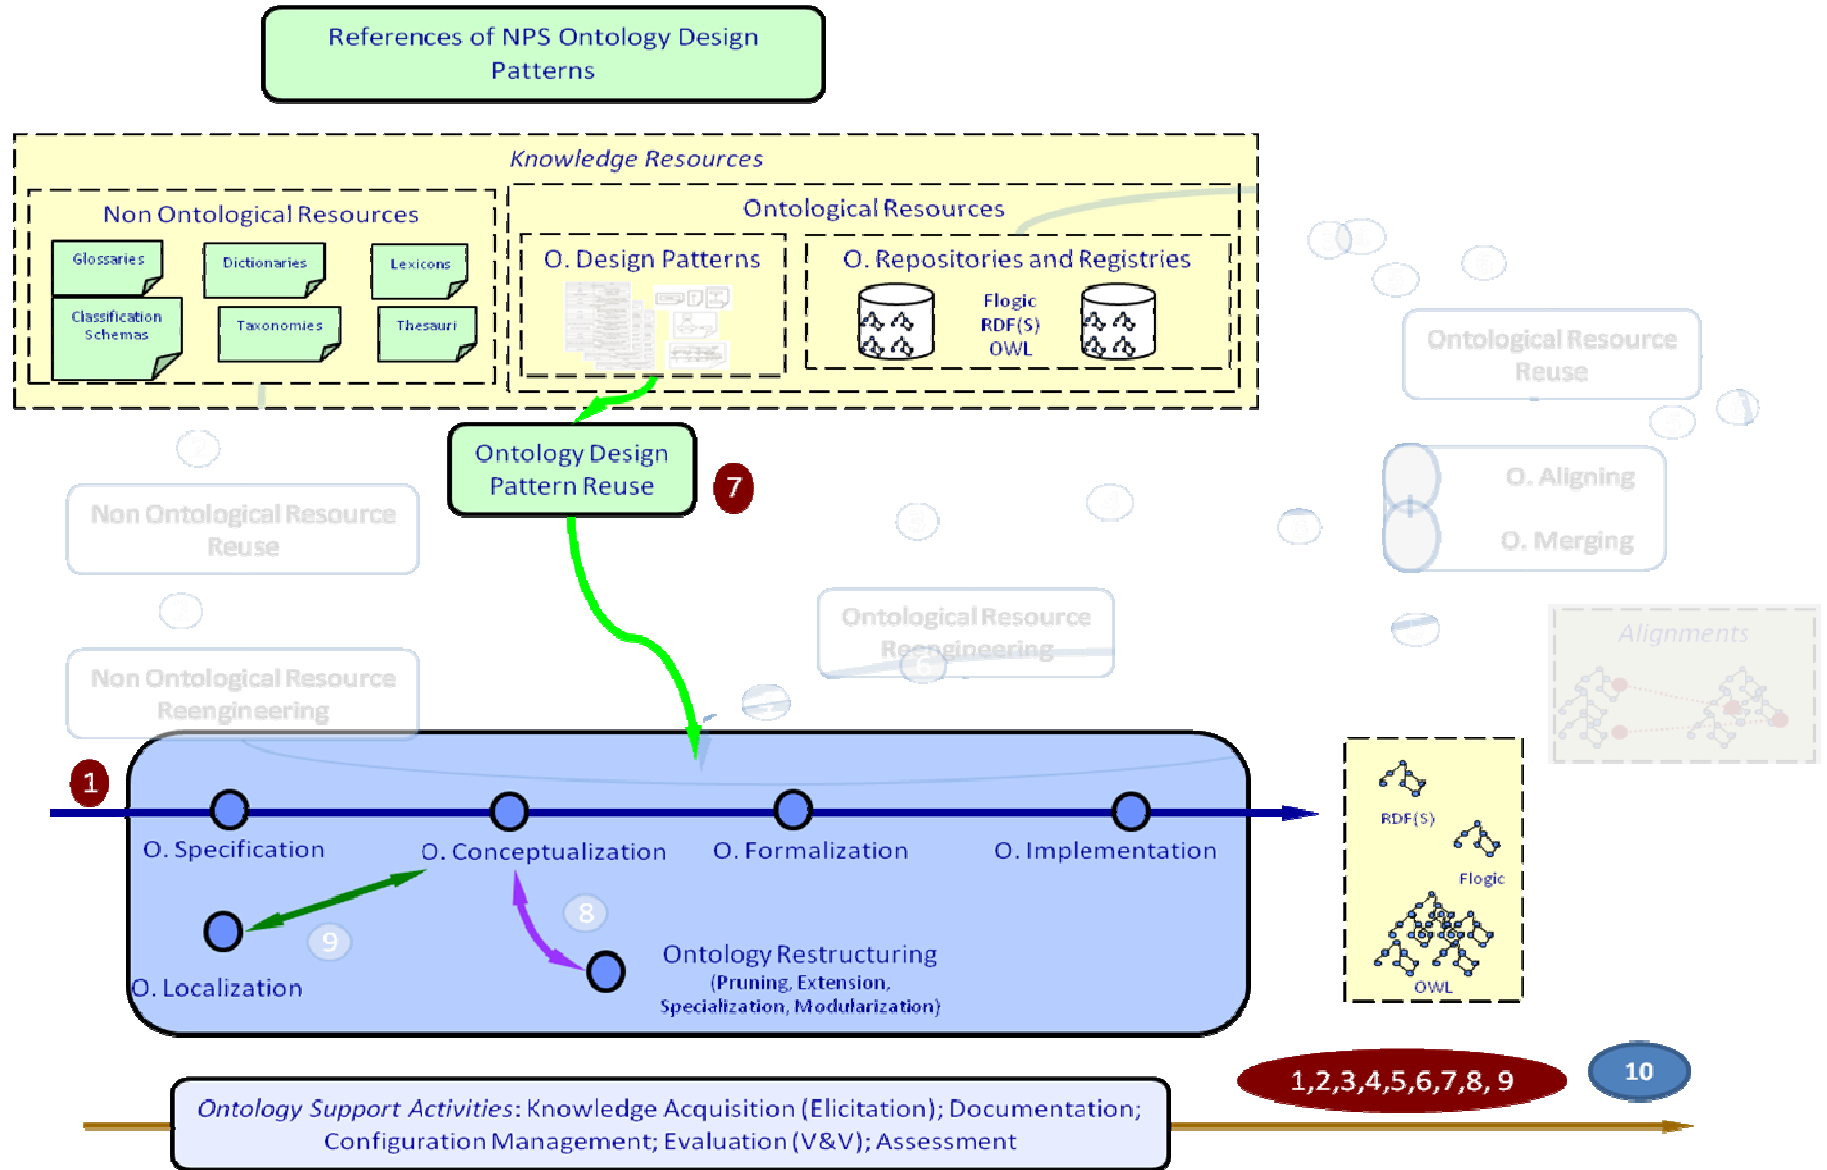 References of NPS Ontology Design
Patterns
Knowledge Resources
Non Ontological Resources
Glossaries
Dictionaries
Lexicons
Classification
Schemas
Taxonomies
Thesauri
Ontological Resources
O. Design Patterns
O. Repositories and Registries
Flogic
RDF(S)
OWL
Ontological Resource
Reuse
Ontology Design
Pattern Reuse
7
2
Non Ontological Resource
Reuse
3
4
O. Aligning
O. Merging
Non Ontological Resource
Reengineering
Ontological Resource
Reengineering
6
Alignments
1
O. Specification
O. Conceptualization
O. Formalization
O. Implementation
9
8
O. Localization
Ontology Restructuring
(Pruning, Extension,
Specialization, Modularization)
RDF(S)
Flogic
OWL
1,2,3,4,5,6,7,8, 9
10
Ontology Support Activities: Knowledge Acquisition (Elicitation); Documentation;
Configuration Management; Evaluation (V&V); Assessment